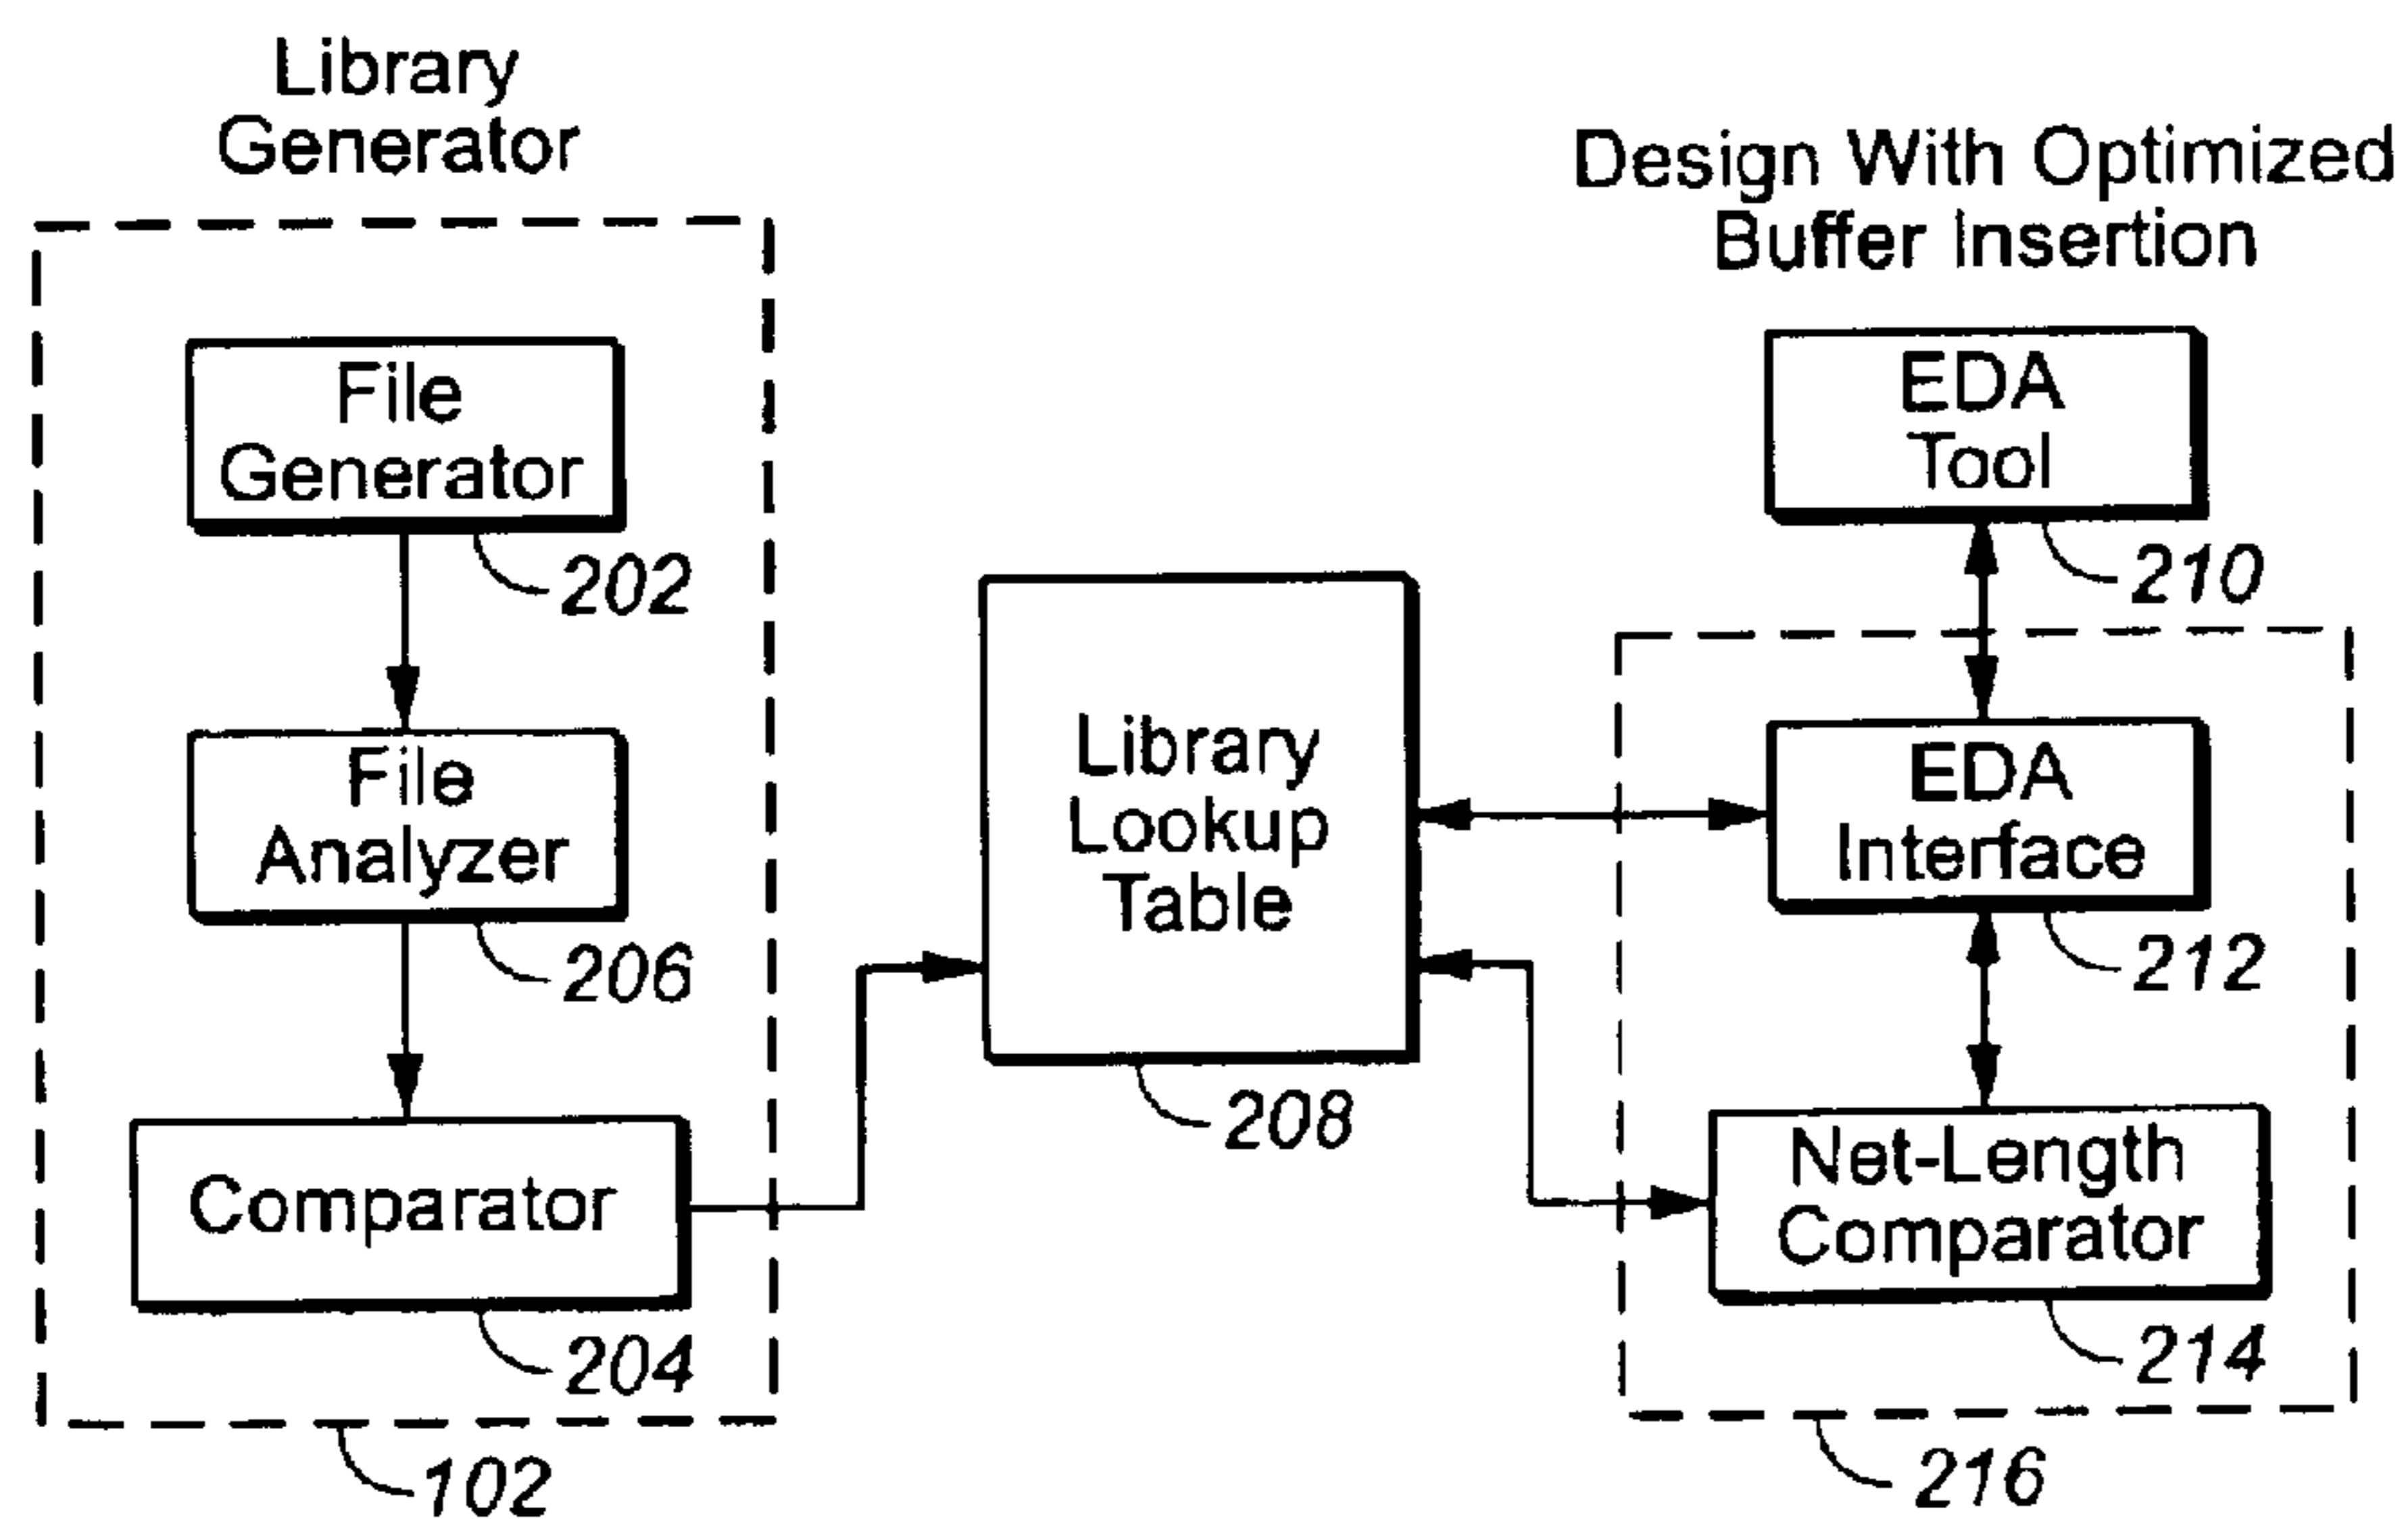 Library
Generator
File
Generator
202
File
Analyzer
206
Comparator
204
102
Library
Lookup
Table
208
Design With Optimized
Buffer Insertion
EDA
Tool
210
EDA
Interface
212
Net-Length
Comparator
214
216